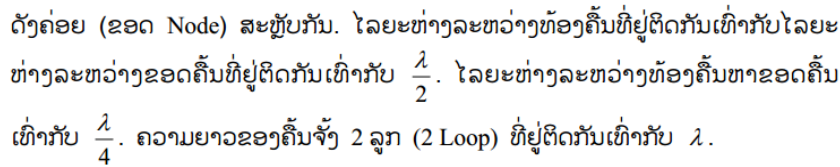 ດັງຄ່ອຍ (ຂອດ Node) ສະຫຼັບກັນ. ໄລຍະຫ່າງລະຫວ່າງທ້ອງຄື້ນທີ່ຢູ່ຕິດກັນເທົ່າກັບໄລຍະ
ຫ່າງລະຫວ່າງຂອດຄື້ນທີ່ຢູ່ຕິດກັນເທົ່າກັບ λ/2. ໄລຍະຫ່າງລະຫວ່າງທ້ອງຄື້ນຫາຂອດຄື້ນ
ເທົ່າກັບ λ/4. ຄວາມຍາວຂອງຄື້ນຈັ້ງ 2 ລູກ (2 Loop) ທີ່ຢູ່ຕິດກັນເທົ່າກັບ λ.